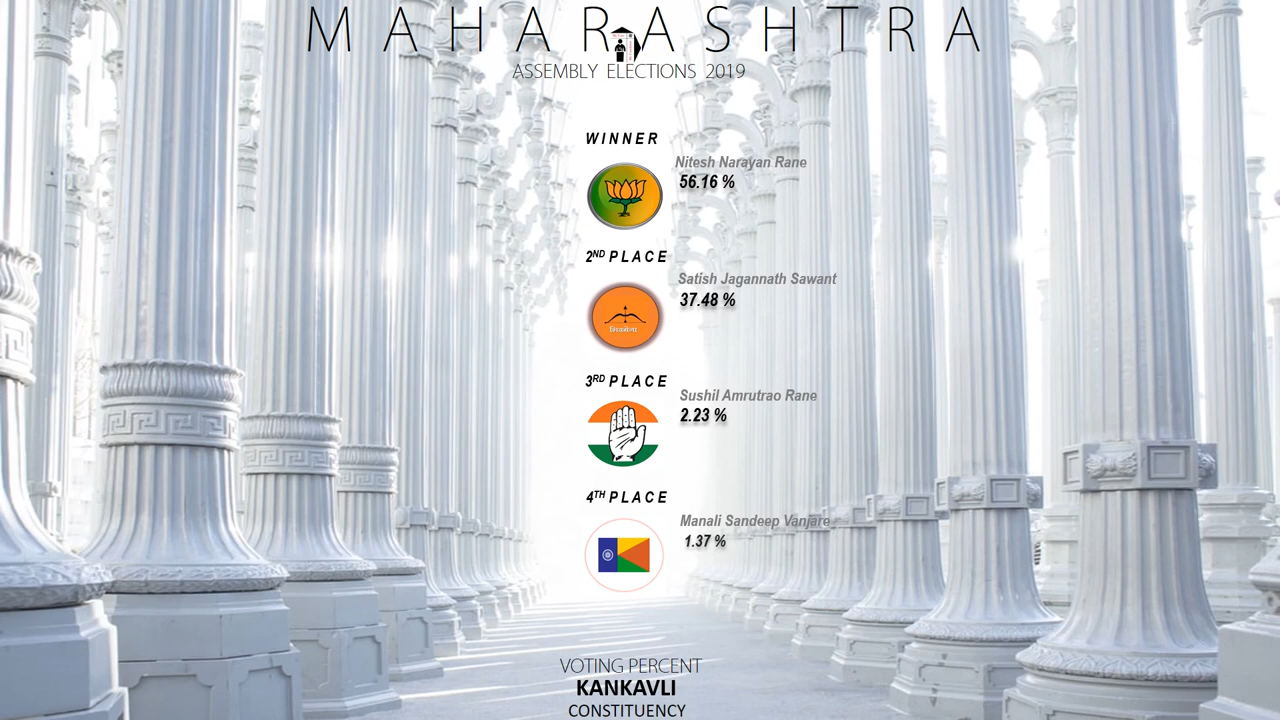 MAHARASHTRA
ASSEMBLY ELECTIONS 2019
WINNER
Nitesh Narayan Rane
56.16 %
2ND PLACE
Satish Jagannath Sawant
37.48 %
शिवसेना
3RD PLACE
Sushil Amrutrao Rane
2.23 %
4TH PLACE
Manali Sandeep Vanjare
1.37 %
VOTING PERCENT
KANKAVLI
CONSTITUENCY